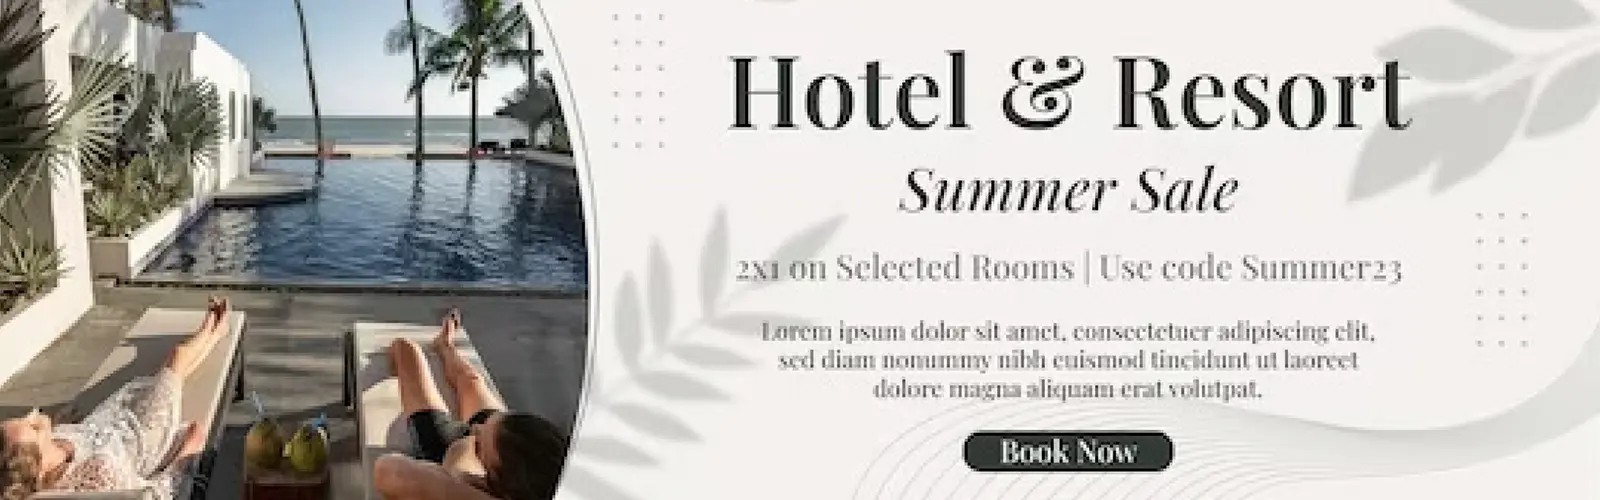 Hotel & Resort
Summer Sale
2x1 on Selected Rooms | Use code Summer23
Lorem ipsum dolor sit amet, consectetuer adipiscing elit,
sed diam nonummy nibh euismod tincidunt ut laoreet
dolore magna aliquam erat volutpat.
Book Now